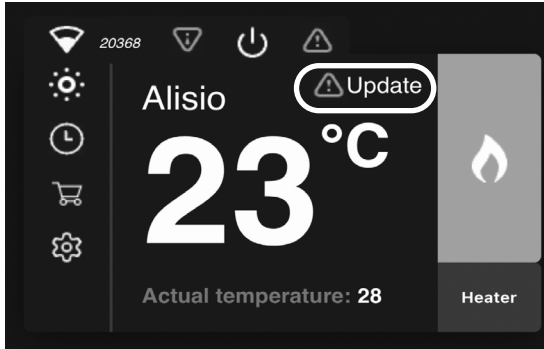 20368
Update
Alisio
23°C
Actual temperature: 28
Heater